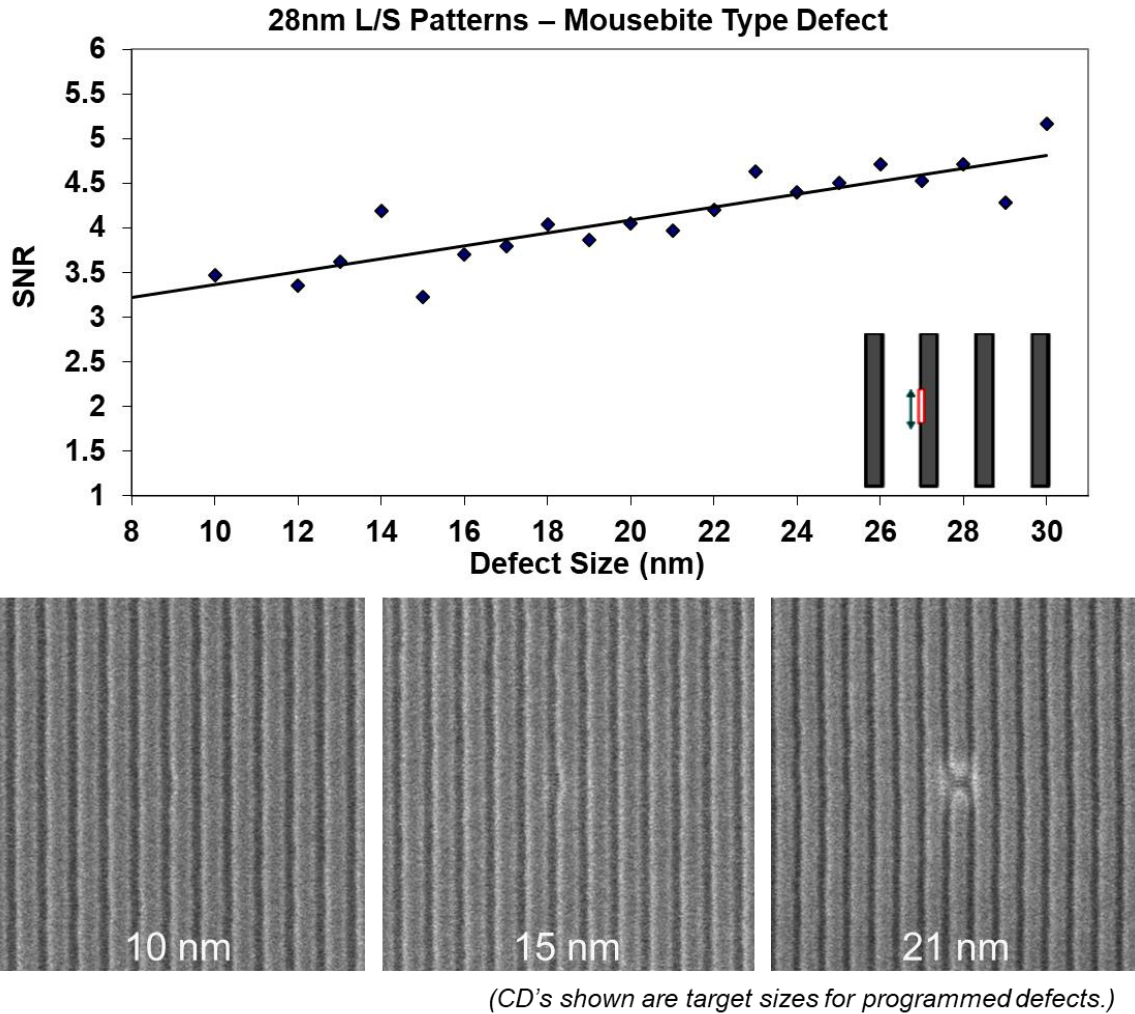 28nm L/S Patterns – Mousebite Type Defect
6
5.5
5
4.5
4
3.5
3
2.5
2
1.5
1
SNR
8 10 12 14 16 18 20 22 24 26 28 30
Defect Size (nm)
10 nm 15 nm 21 nm
(CD's shown are target sizes for programmed defects.)